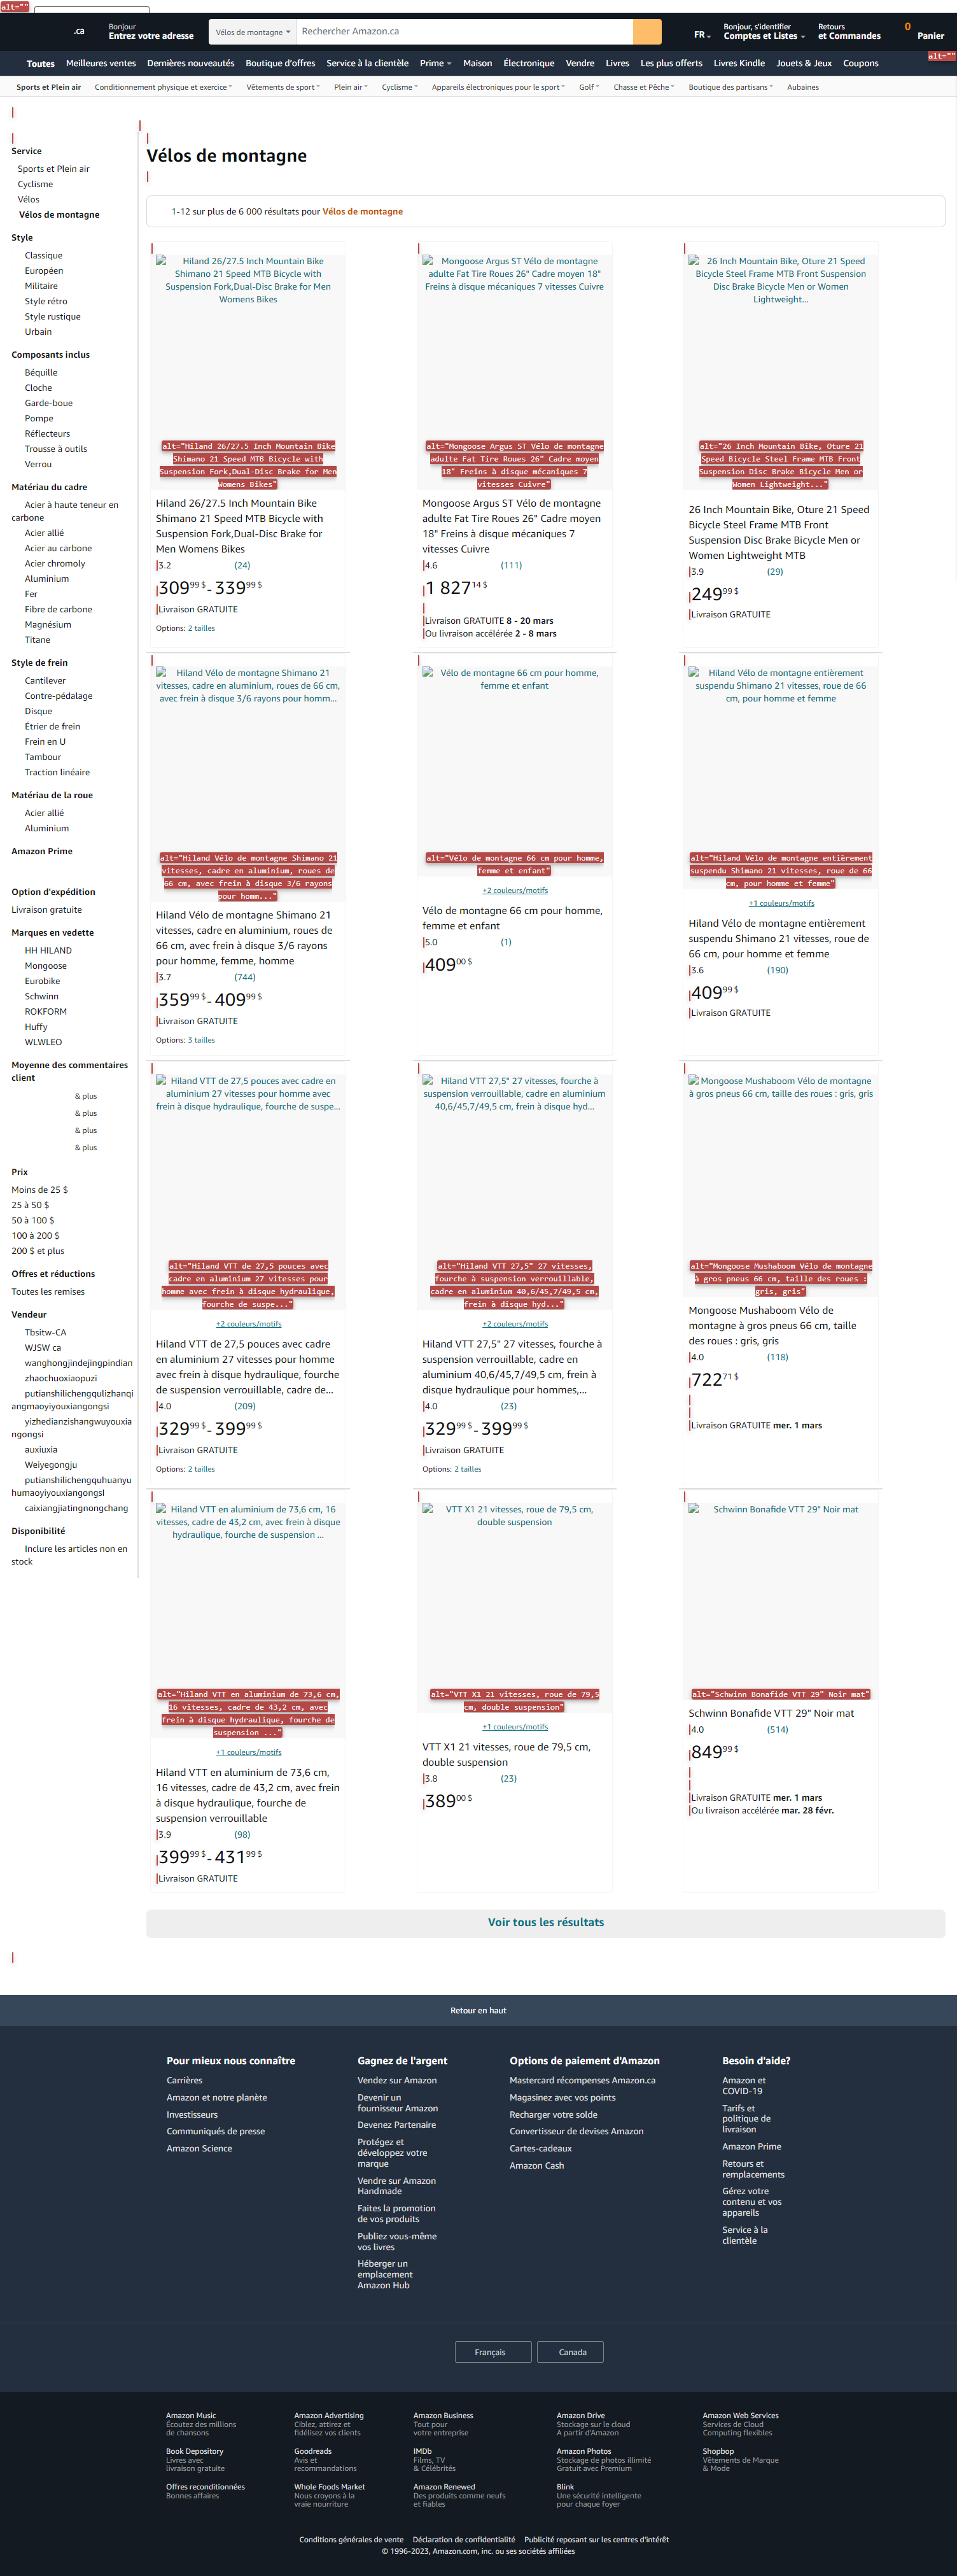 alt=""
.ca
Bonjour
Entrez votre adresse
Vélos de montagne
Rechercher Amazon.ca
FR
Bonjour, s'identifier
Comptes et Listes
Retours
et Commandes
0
Panier
alt=""
Toutes Meilleures ventes Dernières nouveautés Boutique d'offres Service à la clientèle Prime Maison Électronique Vendre Livres Les plus offerts Livres Kindle Jouets & Jeux Coupons
Sports et Plein air Conditionnement physique et exercice Vêtements de sport Plein air Cyclisme Appareils électroniques pour le sport Golf Chasse et Pêche Boutique des partisans Aubaines
Service
Sports et Plein air
Cyclisme
Vélos
Vélos de montagne
Style
Classique
Européen
Militaire
Style rétro
Style rustique
Urbain
Composants inclus
Béquille
Cloche
Garde-boue
Pompe
Réflecteurs
Trousse à outils
Verrou
Matériau du cadre
Acier à haute teneur en
carbone
Acier allié
Acier au carbone
Acier chromoly
Aluminium
Fer
Fibre de carbone
Magnésium
Titane
Style de frein
Cantilever
Contre-pédalage
Disque
Étrier de frein
Frein en U
Tambour
Traction linéaire
Matériau de la roue
Acier allié
Aluminium
Amazon Prime
Option d'expédition
Livraison gratuite
Marques en vedette
HH HILAND
Mongoose
Eurobike
Schwinn
ROKFORM
Huffy
WLWLEO
Moyenne des commentaires
client
& plus
& plus
& plus
& plus
Prix
Moins de 25 $
25 à 50 $
50 à 100 $
100 à 200 $
200 $ et plus
Offres et réductions
Toutes les remises
Vendeur
Tbsitw-CA
WJSW ca
wanghongjindejingpindian
zhaochuoxiaopuzi
putianshilichengqulizhanqi
angmaoyiyouxiangongsi
yizhedianzishangwuyouxia
ngongsi
auxiuxia
Weiyegongju
putianshilichengquhuanyu
humaoyiyouxiangongsI
caixiangjiatingnongchang
Disponibilité
Inclure les articles non en
stock
Vélos de montagne
1-12 sur plus de 6 000 résultats pour Vélos de montagne
Hiland 26/27.5 Inch Mountain Bike
Shimano 21 Speed MTB Bicycle with
Suspension Fork,Dual-Disc Brake for Men
Womens Bikes
alt="Hiland 26/27.5 Inch Mountain Bike
Shimano 21 Speed MTB Bicycle with
Suspension Fork,Dual-Disc Brake for Men
Womens Bikes"
Hiland 26/27.5 Inch Mountain Bike
Shimano 21 Speed MTB Bicycle with
Suspension Fork,Dual-Disc Brake for
Men Womens Bikes
3.2 (24)
309 99 $ - 339 99 $
Livraison GRATUITE
Options: 2 tailles
Mongoose Argus ST Vélo de montagne
adulte Fat Tire Roues 26" Cadre moyen 18"
Freins à disque mécaniques 7 vitesses Cuivre
alt="Mongoose Argus ST Vélo de montagne
adulte Fat Tire Roues 26" Cadre moyen
18" Freins à disque mécaniques 7
vitesses Cuivre"
Mongoose Argus ST Vélo de montagne
adulte Fat Tire Roues 26" Cadre moyen
18" Freins à disque mécaniques 7
vitesses Cuivre
4.6 (111)
1 827 14 $
Livraison GRATUITE 8 - 20 mars
Ou livraison accélérée 2 - 8 mars
26 Inch Mountain Bike, Oture 21 Speed
Bicycle Steel Frame MTB Front Suspension
Disc Brake Bicycle Men or Women
Lightweight...
alt="26 Inch Mountain Bike, Oture 21
Speed Bicycle Steel Frame MTB Front
Suspension Disc Brake Bicycle Men or
Women Lightweight..."
26 Inch Mountain Bike, Oture 21 Speed
Bicycle Steel Frame MTB Front
Suspension Disc Brake Bicycle Men or
Women Lightweight MTB
3.9 (29)
249 99 $
Livraison GRATUITE
Hiland Vélo de montagne Shimano 21
vitesses, cadre en aluminium, roues de 66 cm,
avec frein à disque 3/6 rayons pour homm...
alt="Hiland Vélo de montagne Shimano 21
vitesses, cadre en aluminium, roues de
66 cm, avec frein à disque 3/6 rayons
pour homm..."
Hiland Vélo de montagne Shimano 21
vitesses, cadre en aluminium, roues de
66 cm, avec frein à disque 3/6 rayons
pour homme, femme, homme
3.7 (744)
359 99 $ - 409 99 $
Livraison GRATUITE
Options: 3 tailles
Vélo de montagne 66 cm pour homme,
femme et enfant
alt="Vélo de montagne 66 cm pour homme,
femme et enfant"
+2 couleurs/motifs
Vélo de montagne 66 cm pour homme,
femme et enfant
5.0 (1)
409 00 $
Hiland Vélo de montagne entièrement
suspendu Shimano 21 vitesses, roue de 66
cm, pour homme et femme
alt="Hiland Vélo de montagne entièrement
suspendu Shimano 21 vitesses, roue de 66
cm, pour homme et femme"
+1 couleurs/motifs
Hiland Vélo de montagne entièrement
suspendu Shimano 21 vitesses, roue de
66 cm, pour homme et femme
3.6 (190)
409 99 $
Livraison GRATUITE
Hiland VTT de 27,5 pouces avec cadre en
aluminium 27 vitesses pour homme avec
frein à disque hydraulique, fourche de suspe...
alt="Hiland VTT de 27,5 pouces avec
cadre en aluminium 27 vitesses pour
homme avec frein à disque hydraulique,
fourche de suspe..."
+2 couleurs/motifs
Hiland VTT de 27,5 pouces avec cadre
en aluminium 27 vitesses pour homme
avec frein à disque hydraulique, fourche
de suspension verrouillable, cadre de...
4.0 (209)
329 99 $ - 399 99 $
Livraison GRATUITE
Options: 2 tailles
Hiland VTT 27,5" 27 vitesses, fourche à
suspension verrouillable, cadre en aluminium
40,6/45,7/49,5 cm, frein à disque hyd...
alt="Hiland VTT 27,5" 27 vitesses,
fourche à suspension verrouillable,
cadre en aluminium 40,6/45,7/49,5 cm,
frein à disque hyd..."
+2 couleurs/motifs
Hiland VTT 27,5" 27 vitesses, fourche à
suspension verrouillable, cadre en
aluminium 40,6/45,7/49,5 cm, frein à
disque hydraulique pour hommes,...
4.0 (23)
329 99 $ - 399 99 $
Livraison GRATUITE
Options: 2 tailles
Mongoose Mushaboom Vélo de montagne
à gros pneus 66 cm, taille des roues : gris, gris
alt="Mongoose Mushaboom Vélo de montagne
à gros pneus 66 cm, taille des roues :
gris, gris"
Mongoose Mushaboom Vélo de
montagne à gros pneus 66 cm, taille
des roues : gris, gris
4.0 (118)
722 71 $
Livraison GRATUITE mer. 1 mars
Hiland VTT en aluminium de 73,6 cm, 16
vitesses, cadre de 43,2 cm, avec frein à disque
hydraulique, fourche de suspension ...
alt="Hiland VTT en aluminium de 73,6 cm,
16 vitesses, cadre de 43,2 cm, avec
frein à disque hydraulique, fourche de
suspension ..."
+1 couleurs/motifs
Hiland VTT en aluminium de 73,6 cm,
16 vitesses, cadre de 43,2 cm, avec frein
à disque hydraulique, fourche de
suspension verrouillable
3.9 (98)
399 99 $ - 431 99 $
Livraison GRATUITE
VTT X1 21 vitesses, roue de 79,5 cm,
double suspension
alt="VTT X1 21 vitesses, roue de 79,5
cm, double suspension"
+1 couleurs/motifs
VTT X1 21 vitesses, roue de 79,5 cm,
double suspension
3.8 (23)
389 00 $
Schwinn Bonafide VTT 29" Noir mat
alt="Schwinn Bonafide VTT 29" Noir mat"
Schwinn Bonafide VTT 29" Noir mat
4.0 (514)
849 99 $
Livraison GRATUITE mer. 1 mars
Ou livraison accélérée mar. 28 févr.
Voir tous les résultats
Retour en haut
Pour mieux nous connaître
Carrières
Amazon et notre planète
Investisseurs
Communiqués de presse
Amazon Science
Gagnez de l'argent
Vendez sur Amazon
Devenir un
fournisseur Amazon
Devenez Partenaire
Protégez et
développez votre
marque
Vendre sur Amazon
Handmade
Faites la promotion
de vos produits
Publiez vous-même
vos livres
Héberger un
emplacement
Amazon Hub
Options de paiement d'Amazon
Mastercard récompenses Amazon.ca
Magasinez avec vos points
Recharger votre solde
Convertisseur de devises Amazon
Cartes-cadeaux
Amazon Cash
Besoin d'aide?
Amazon et
COVID-19
Tarifs et
politique de
livraison
Amazon Prime
Retours et
remplacements
Gérez votre
contenu et vos
appareils
Service à la
clientèle
Français Canada
Amazon Music
Écoutez des millions
de chansons
Amazon Advertising
Ciblez, attirez et
fidélisez vos clients
Amazon Business
Tout pour
votre entreprise
Amazon Drive
Stockage sur le cloud
A partir d'Amazon
Amazon Web Services
Services de Cloud
Computing flexibles
Book Depository
Livres avec
livraison gratuite
Goodreads
Avis et
recommandations
IMDb
Films, TV
& Célébrités
Amazon Photos
Stockage de photos illimité
Gratuit avec Premium
Shopbop
Vêtements de Marque
& Mode
Offres reconditionnées
Bonnes affaires
Whole Foods Market
Nous croyons à la
vraie nourriture
Amazon Renewed
Des produits comme neufs
et fiables
Blink
Une sécurité intelligente
pour chaque foyer
Conditions générales de vente Déclaration de confidentialité Publicité reposant sur les centres d'intérêt
© 1996-2023, Amazon.com, inc. ou ses sociétés affiliées